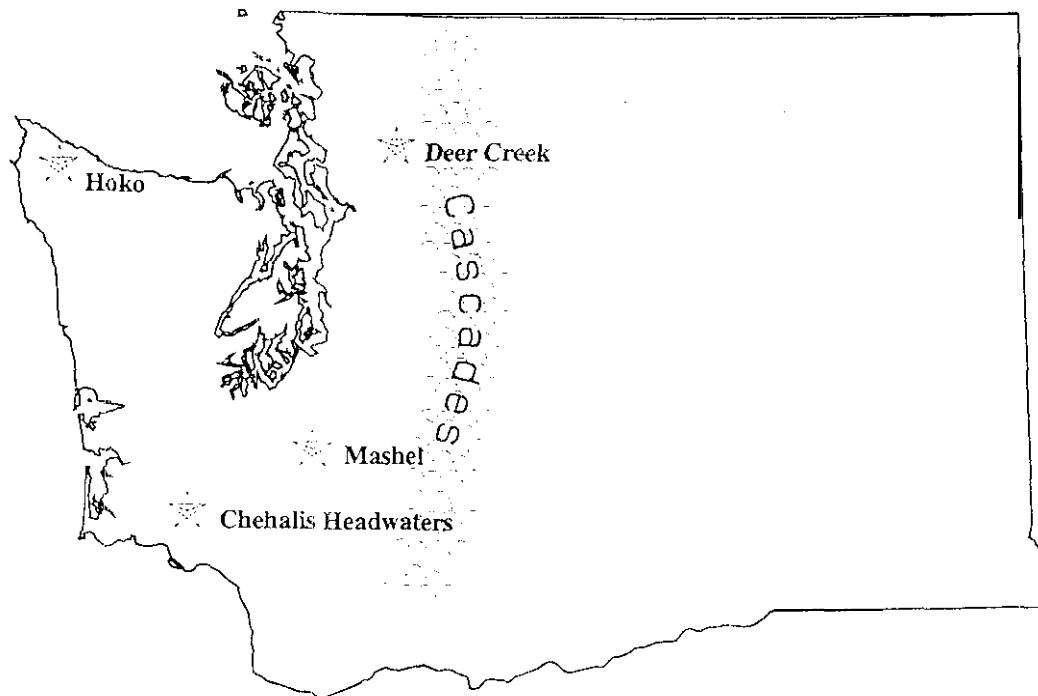 Deer Creek
Hoko
Cascades
Mashel
Chehalis Headwaters